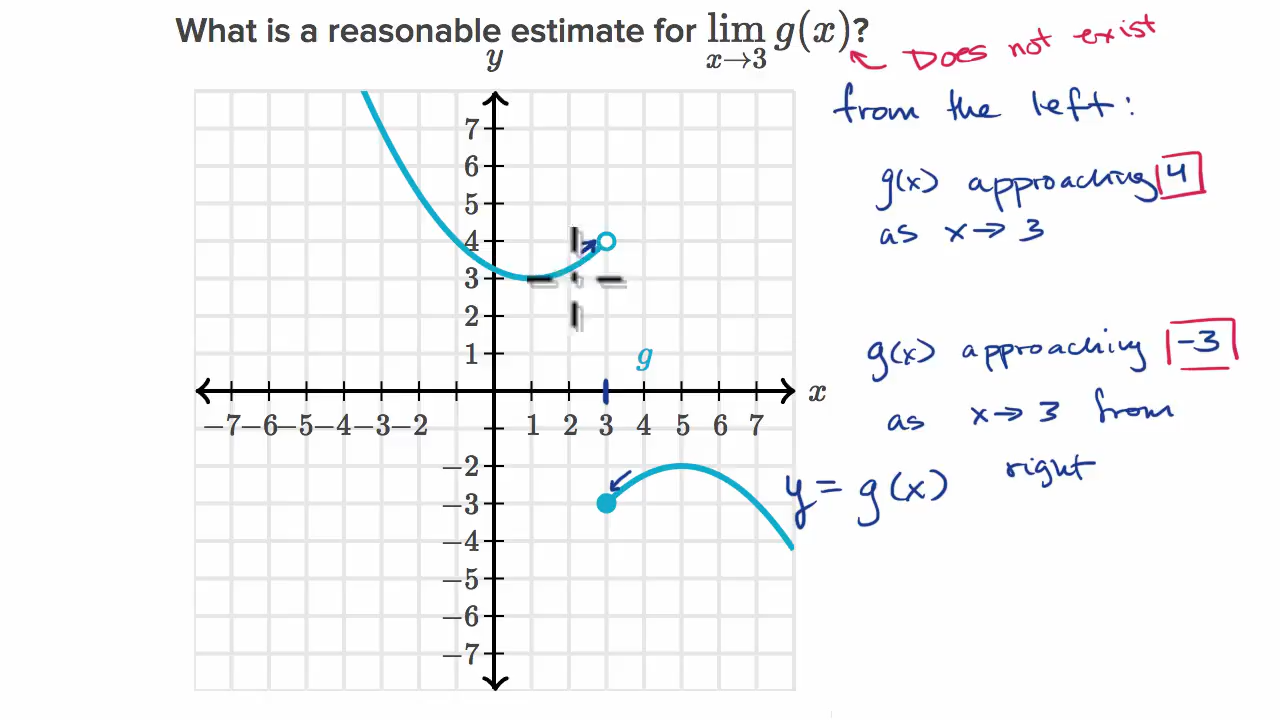 What is a reasonable estimate for lim g(x)?
x→3
Does not exist
y
from the left:
g(x) approaching 4
as x → 3
7
6
5
4
3
2
1
g
g(x) approaching -3
as x → 3 from
right
x
−7 −6 −5 −4 −3 −2 1 2 3 4 5 6 7
−2
−3
−4
−5
−6
−7
y = g(x)